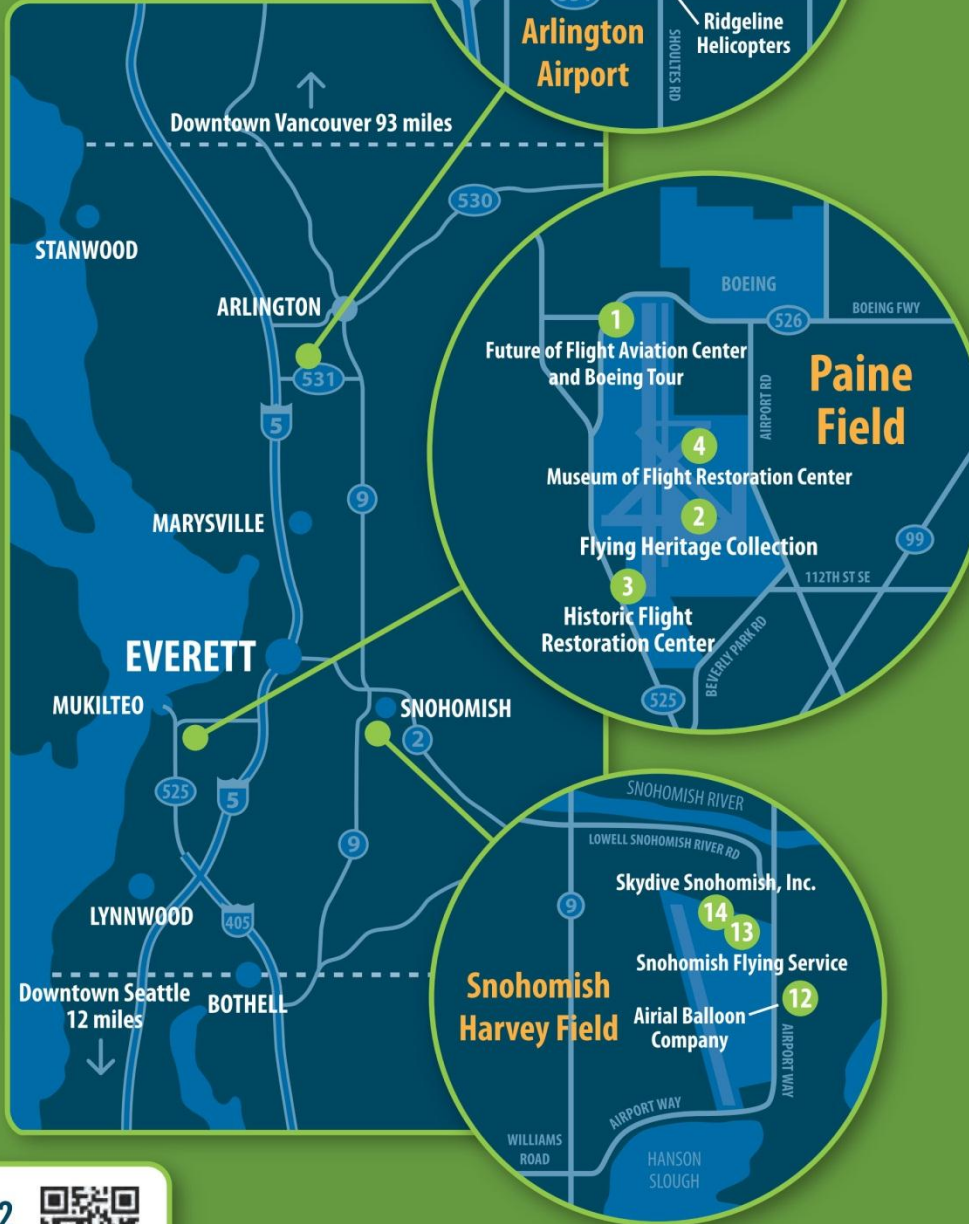 Arlington
Airport
SHOULTES RD
Ridgeline
Helicopters
Downtown Vancouver 93 miles
530
STANWOOD
ARLINGTON
531
5
9
MARYSVILLE
EVERETT
MUKILTEO
SNOHOMISH
2
525
5
9
LYNNWOOD
405
Downtown Seattle
12 miles
BOTHELL
BOEING
BOEING FWY
526
1
Future of Flight Aviation Center
and Boeing Tour
AIRPORT RD
Paine
Field
4
Museum of Flight Restoration Center
2
Flying Heritage Collection
99
112TH ST SE
3
Historic Flight
Restoration Center
BEVERLY PARK RD
525
SNOHOMISH RIVER
LOWELL SNOHOMISH RIVER RD
Skydive Snohomish, Inc.
9
14
13
Snohomish Flying Service
Snohomish
Harvey Field
12
Airial Balloon
Company
AIRPORT WAY
AIRPORT WAY
WILLIAMS
ROAD
HANSON
SLOUGH